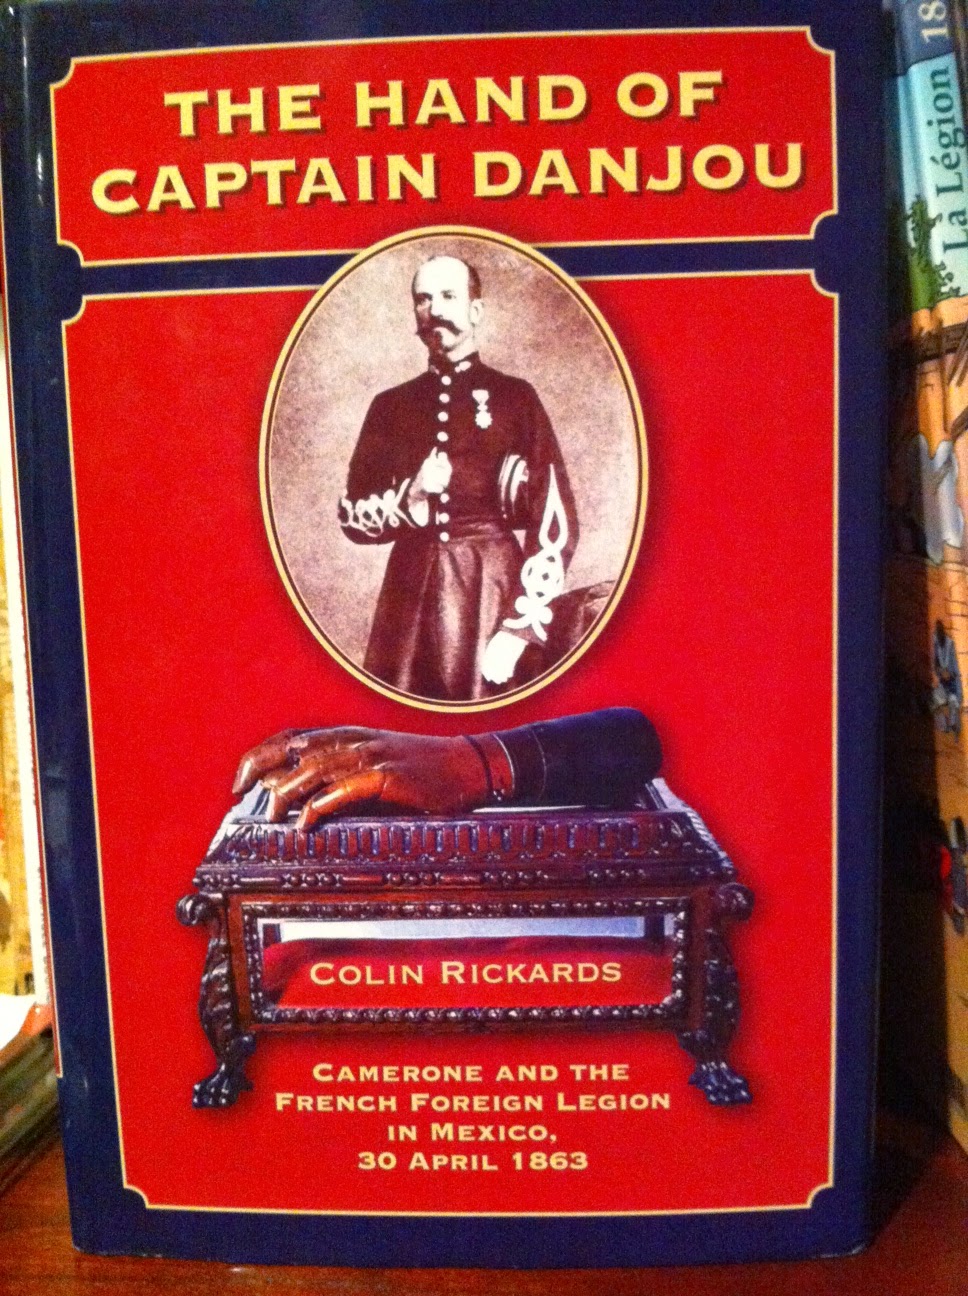 THE HAND OF
CAPTAIN DANJOU
COLIN RICKARDS
CAMERONE AND THE
FRENCH FOREIGN LEGION
IN MEXICO,
30 APRIL 1863
La Légion 18